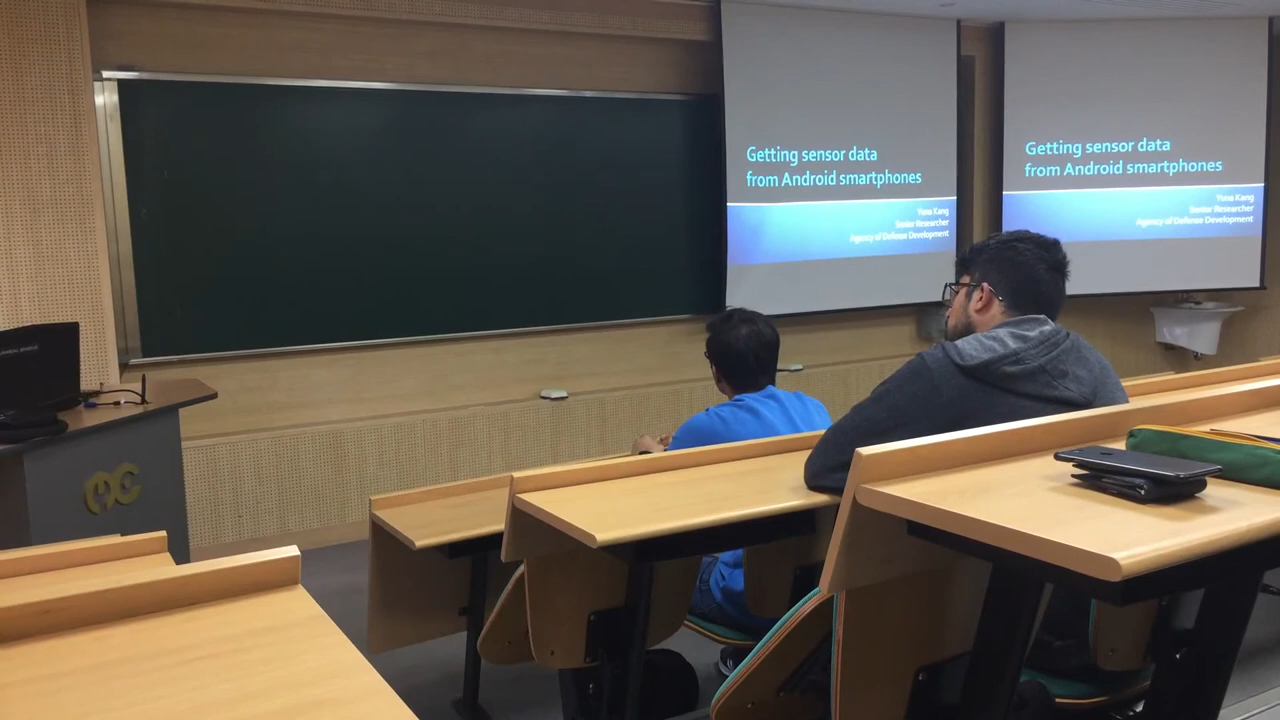 Getting sensor data
from Android smartphones
Yuna Kang
Senior Researcher
Agency of Defense Development
Getting sensor data
from Android smartphones
Yuna Kang
Senior Researcher
Agency of Defense Development